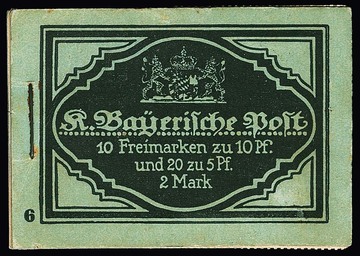 K. Bayerische Post
10 Freimarken zu 10 Pf.
und 20 zu 5 Pf.
2 Mark
6